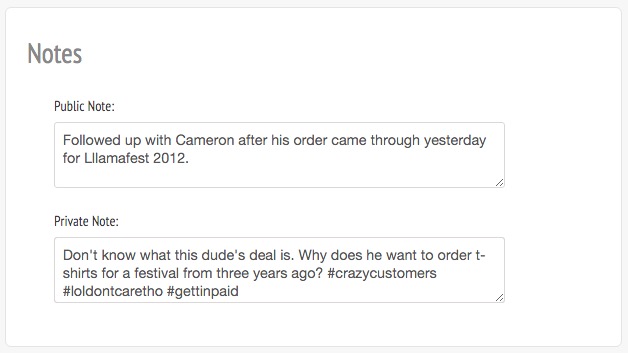 Notes
Public Note:
Followed up with Cameron after his order came through yesterday
for Lllamafest 2012.
Private Note:
Don't know what this dude's deal is. Why does he want to order t-
shirts for a festival from three years ago? #crazycustomers
#loldontcaretho #gettinpaid